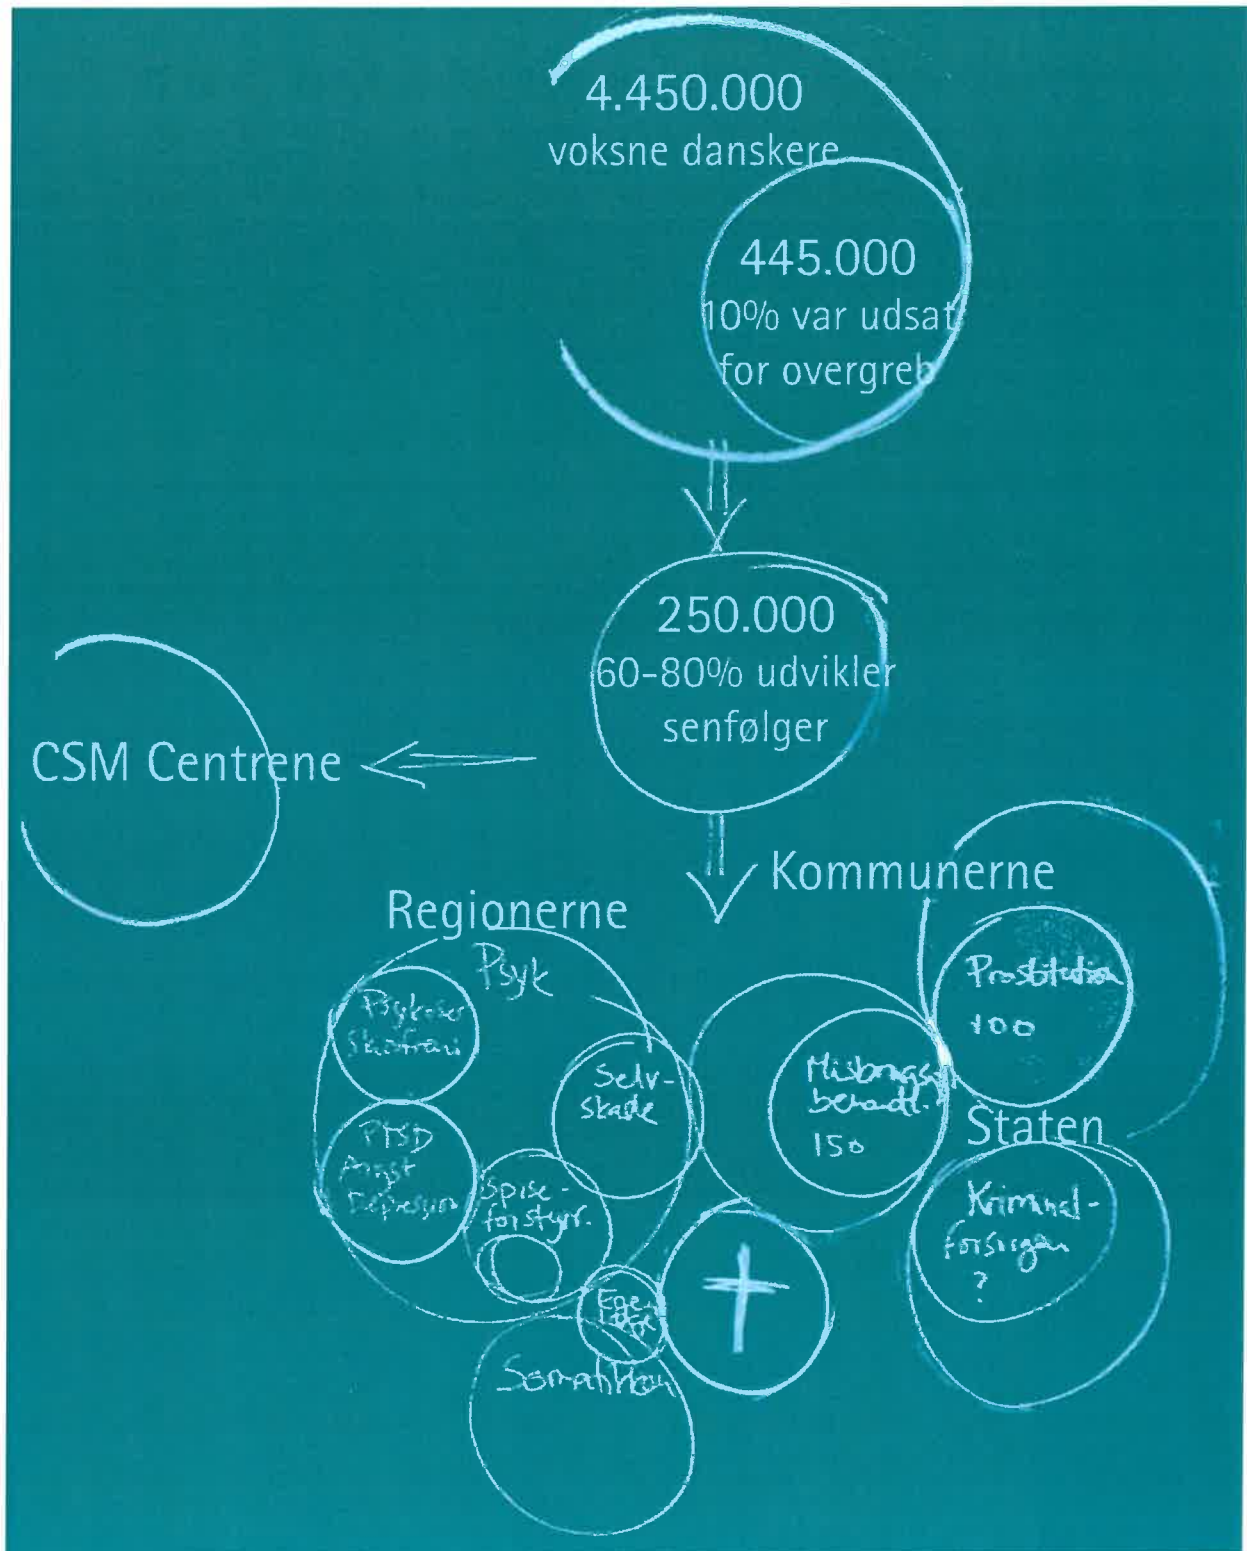 4.450.000
voksne danskere
445.000
10% var udsat
for overgreb
250.000
60-80% udvikler
senfølger
CSM Centrene
Kommunerne
Regionerne
Psyk
Prostitution
100
Selv-
skade
Misbrugs-
behandl.
150
PTSD
Angst
Depression
Spise-
forstyrr.
Staten
Kriminal-
forsorgen
?
Ege-
Somatikken